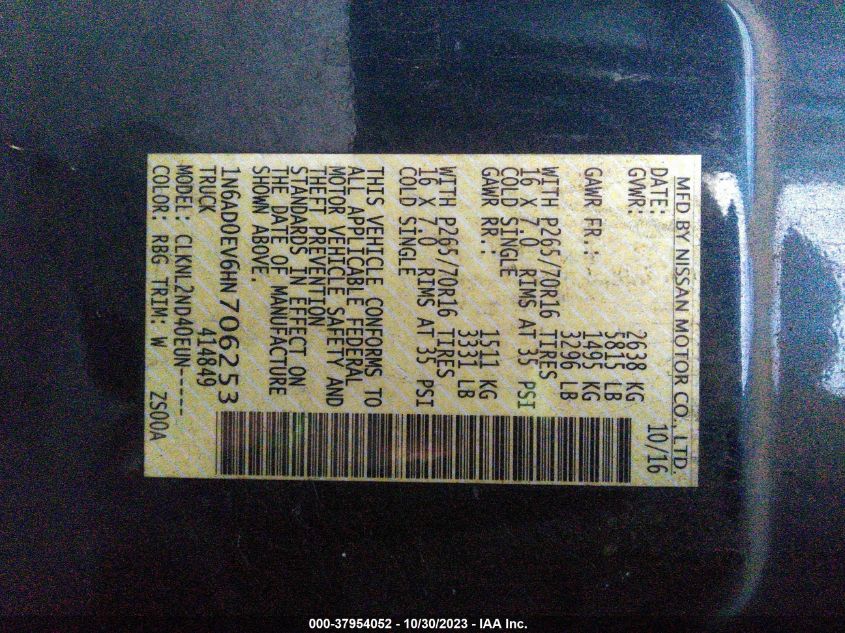 MFD BY NISSAN MOTOR CO., LTD.
DATE: 10/16
GVWR: 2638 KG
5815 LB
GAWR FR.: 1495 KG
3296 LB
WITH P265/70R16 TIRES
16 X 7.0 RIMS AT 35 PSI
COLD SINGLE
GAWR RR.: 1511 KG
3331 LB
WITH P265/70R16 TIRES
16 X 7.0 RIMS AT 35 PSI
COLD SINGLE
THIS VEHICLE CONFORMS TO
ALL APPLICABLE FEDERAL
MOTOR VEHICLE SAFETY AND
THEFT PREVENTION
STANDARDS IN EFFECT ON
THE DATE OF MANUFACTURE
SHOWN ABOVE.
1N6AD0EV6HN706253
TRUCK 414849
MODEL: CLKNL2ND40EUN-----
COLOR: RBG TRIM: W ZS00A
000-37954052 - 10/30/2023 - IAA Inc.